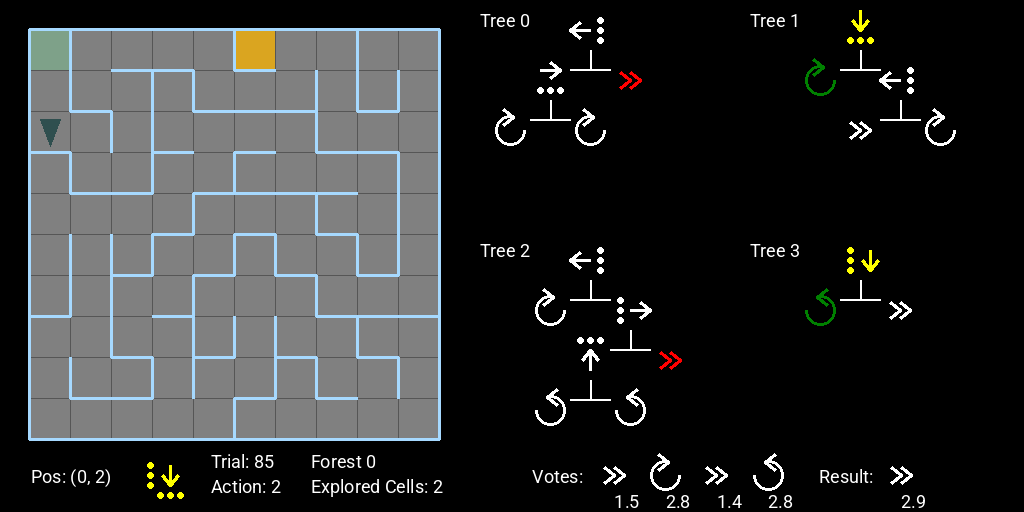 Tree 0
Tree 1
Tree 2
Tree 3
Pos: (0, 2)
Trial: 85
Forest 0
Action: 2
Explored Cells: 2
Votes:
Result:
1.5
2.8
1.4
2.8
2.9